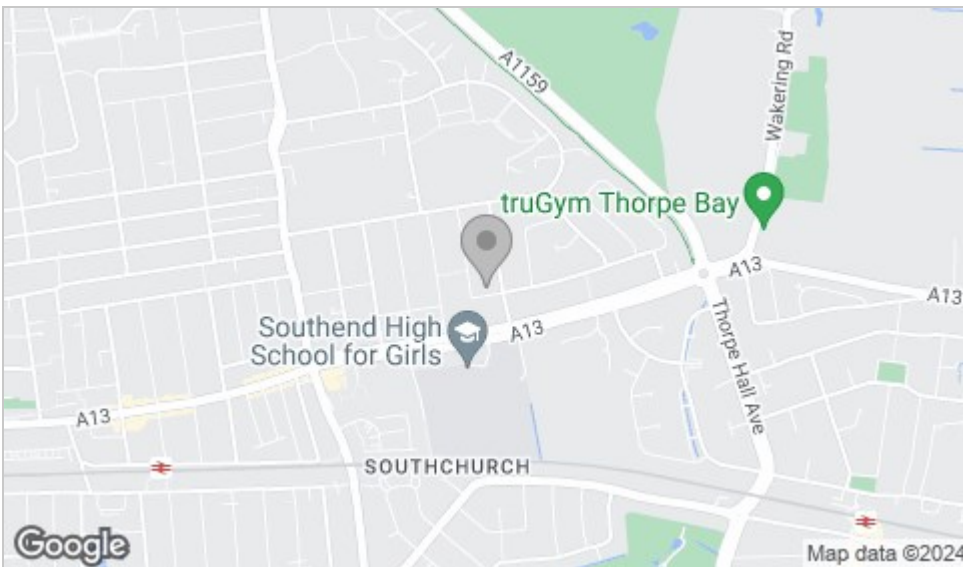 A1159
Wakering Rd
truGym Thorpe Bay
A13
A13
Southend High
School for Girls
A13
Thorpe Hall Ave
A13
SOUTHCHURCH
Google
Map data ©2024